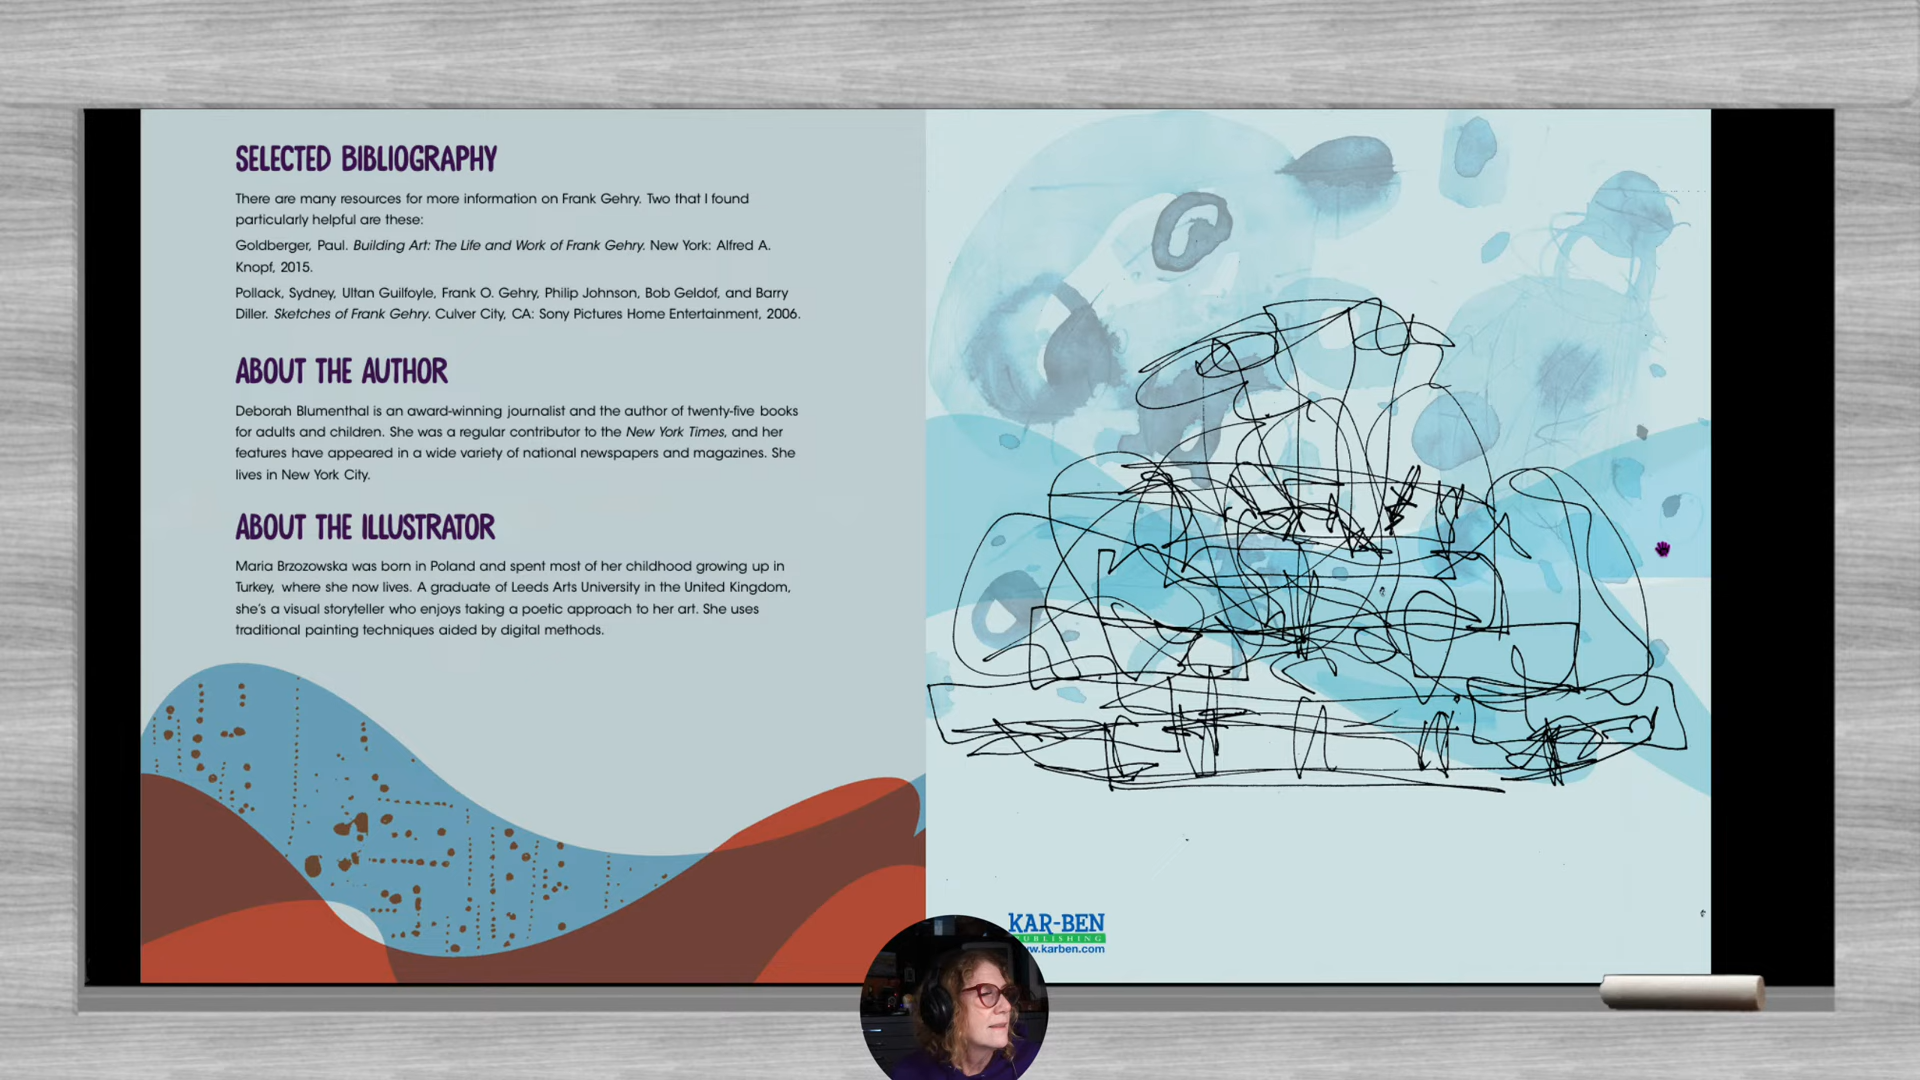 SELECTED BIBLIOGRAPHY
There are many resources for more information on Frank Gehry. Two that I found
particularly helpful are these:
Goldberger, Paul. Building Art: The Life and Work of Frank Gehry. New York: Alfred A.
Knopf, 2015.
Pollack, Sydney, Ultan Guilfoyle, Frank O. Gehry, Philip Johnson, Bob Geldof, and Barry
Diller. Sketches of Frank Gehry. Culver City, CA: Sony Pictures Home Entertainment, 2006.
ABOUT THE AUTHOR
Deborah Blumenthal is an award-winning journalist and the author of twenty-five books
for adults and children. She was a regular contributor to the New York Times, and her
features have appeared in a wide variety of national newspapers and magazines. She
lives in New York City.
ABOUT THE ILLUSTRATOR
Maria Brzozowska was born in Poland and spent most of her childhood growing up in
Turkey, where she now lives. A graduate of Leeds Arts University in the United Kingdom,
she's a visual storyteller who enjoys taking a poetic approach to her art. She uses
traditional painting techniques aided by digital methods.
KAR-BEN
UBLISHING
w.karben.com